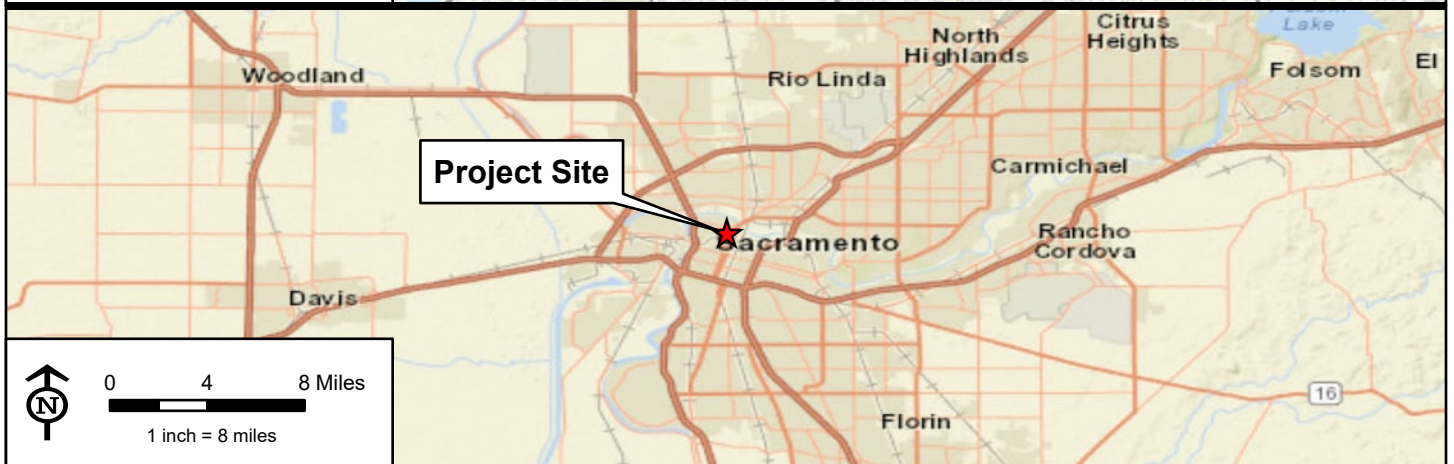 Citrus
Heights
Lake
North
Highlands
Woodland
Rio Linda
Folsom
El
Project Site
Carmichael
Sacramento
Rancho
Cordova
Davis
0 4 8 Miles
N
1 inch = 8 miles
16
Florin